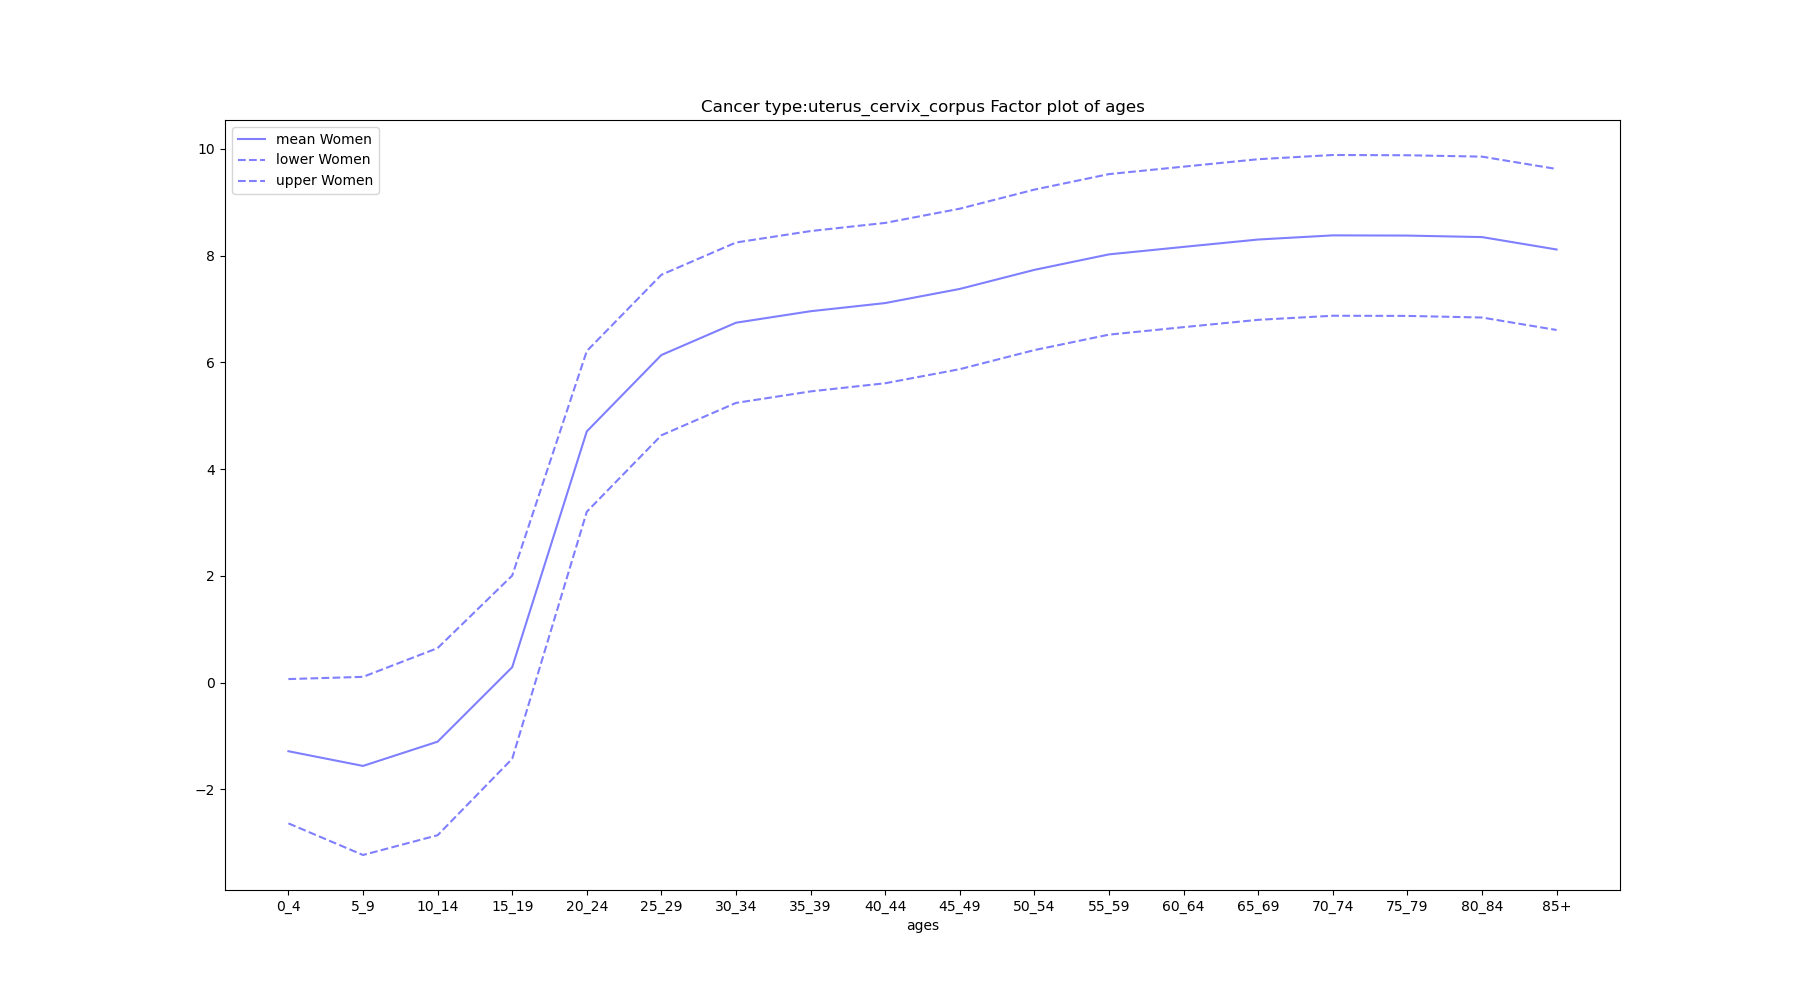 Cancer type:uterus_cervix_corpus Factor plot of ages
mean Women
lower Women
upper Women
10
8
6
4
2
0
−2
0_4 5_9 10_14 15_19 20_24 25_29 30_34 35_39 40_44 45_49 50_54 55_59 60_64 65_69 70_74 75_79 80_84 85+
ages